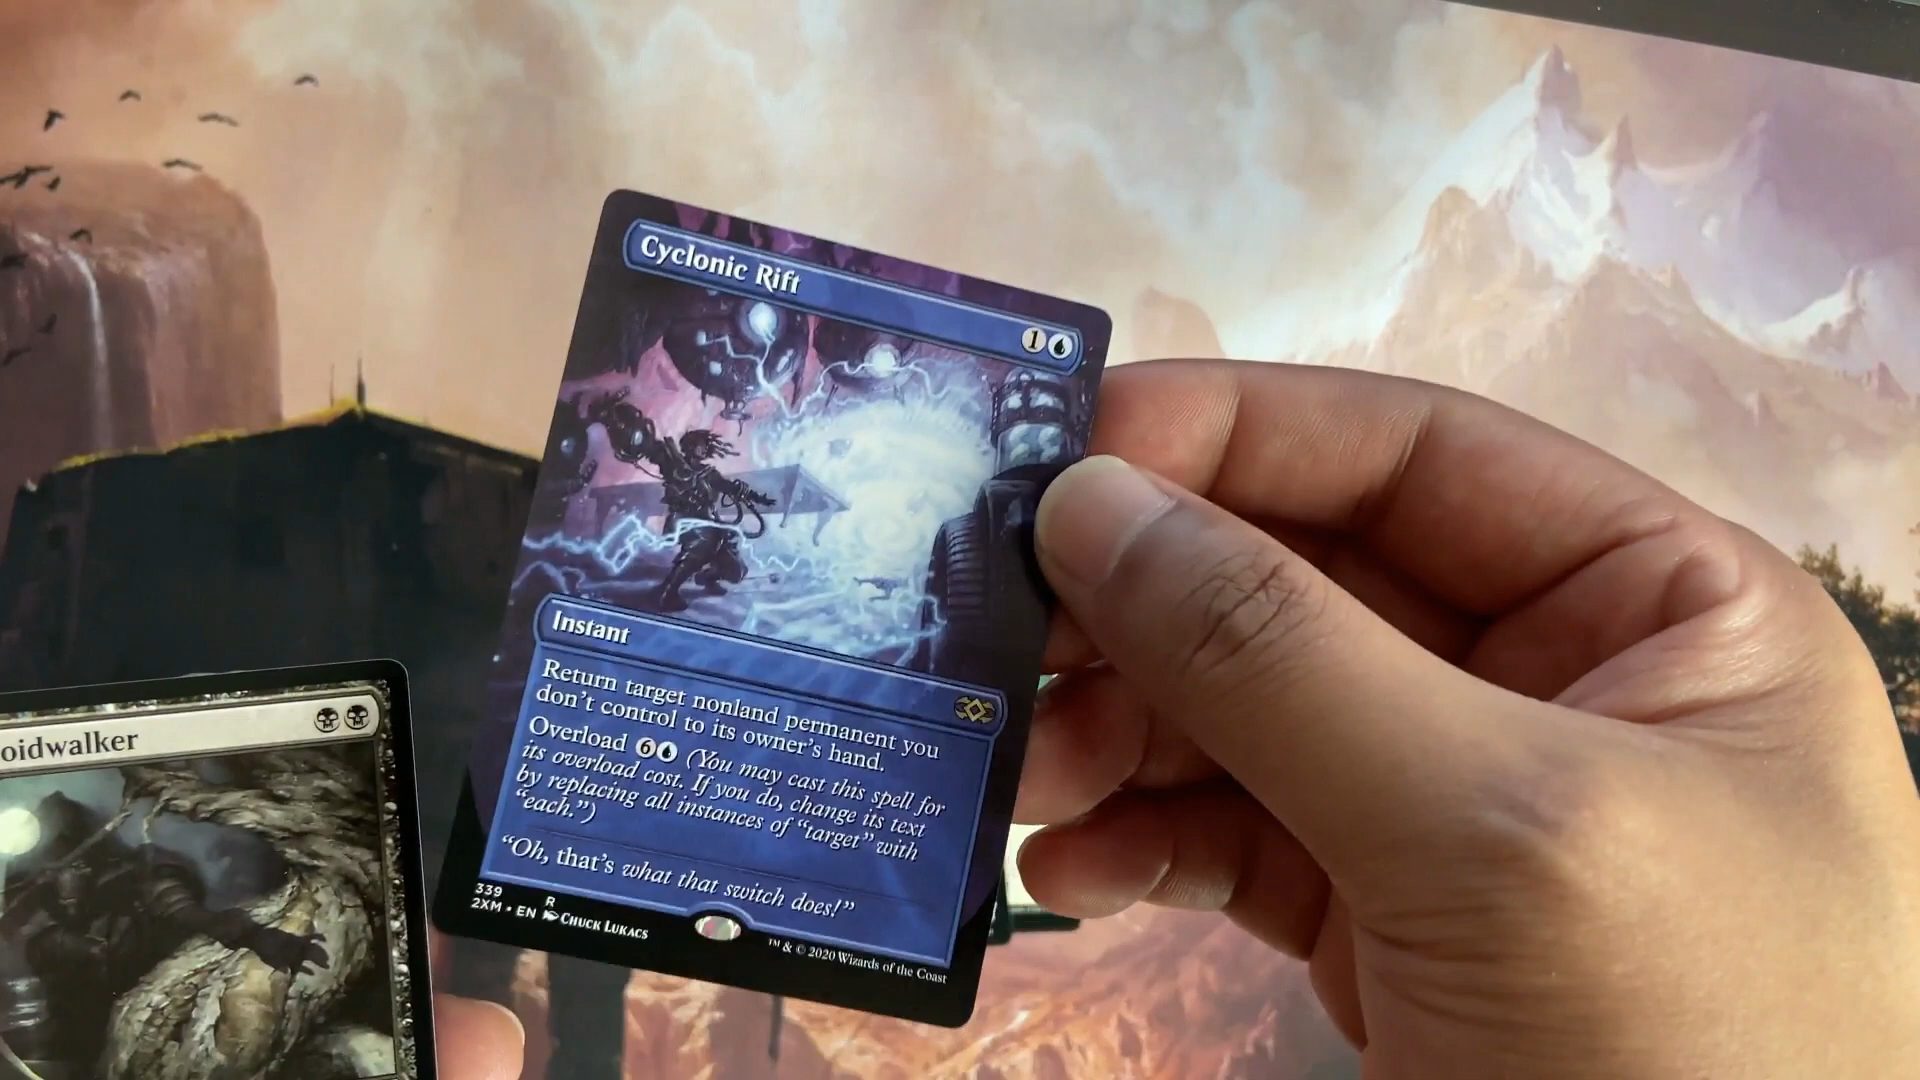 Cyclonic Rift
1
Instant
Return target nonland permanent you
don't control to its owner's hand.
Overload 6 (You may cast this spell for
its overload cost. If you do, change its text
by replacing all instances of "target" with
"each.")
"Oh, that's what that switch does!"
339 R
2XM • EN Chuck Lukacs
™ & © 2020 Wizards of the Coast
oidwalker